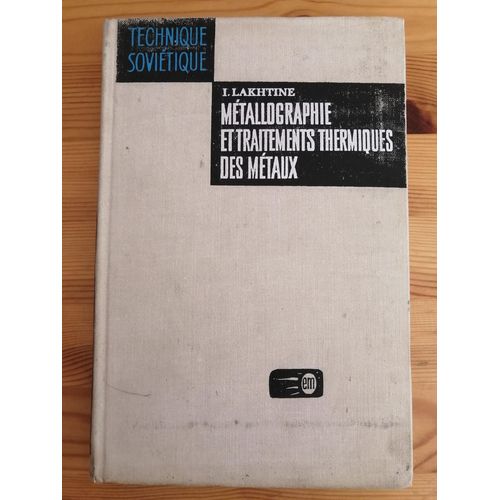 TECHNIQUE
SOVIÉTIQUE
I. LAKHTINE
MÉTALLOGRAPHIE
ET TRAITEMENTS THERMIQUES
DES MÉTAUX
em